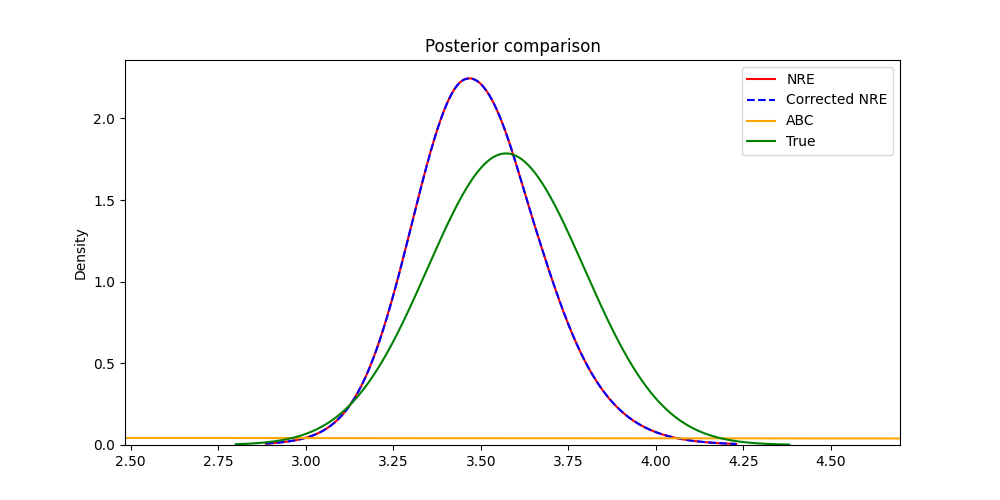 Posterior comparison
NRE
Corrected NRE
ABC
True
Density
2.0
1.5
1.0
0.5
0.0
2.50 2.75 3.00 3.25 3.50 3.75 4.00 4.25 4.50